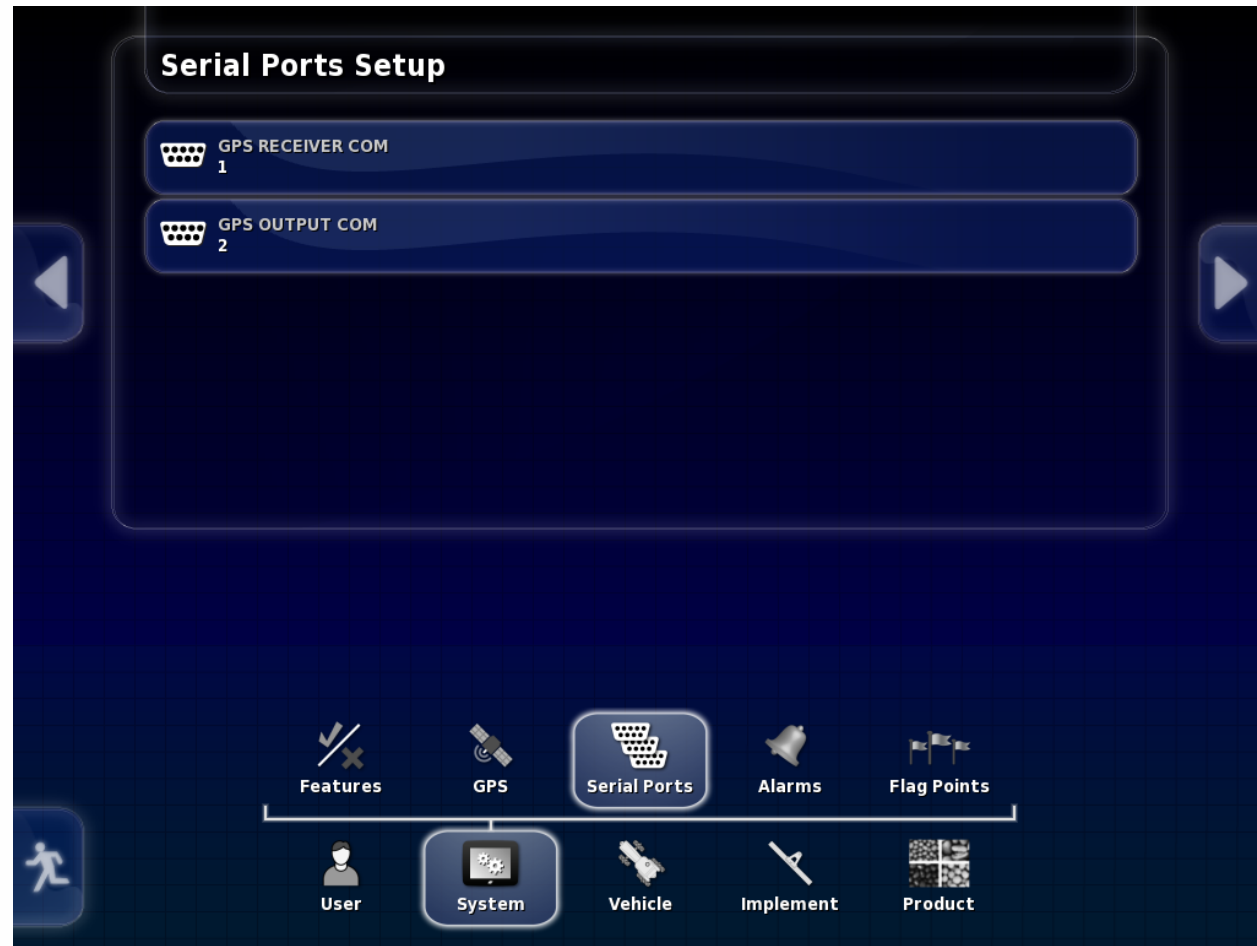 Serial Ports Setup
GPS RECEIVER COM
1
GPS OUTPUT COM
2
Features
GPS
Serial Ports
Alarms
Flag Points
User
System
Vehicle
Implement
Product